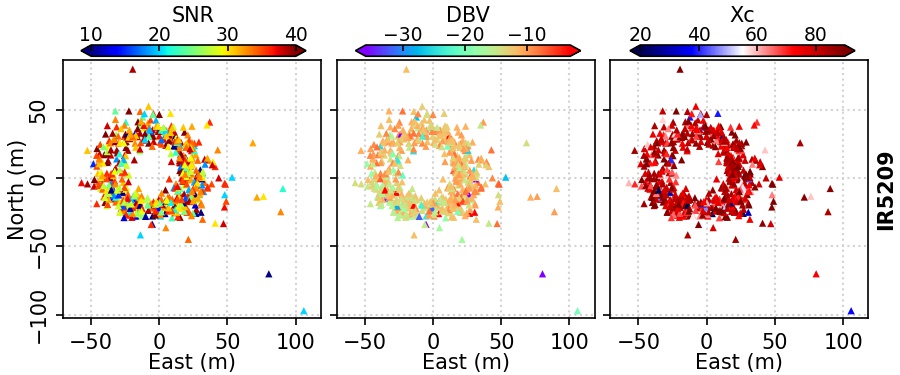 SNR DBV Xc
10 20 30 40 −30 −20 −10 20 40 60 80
50
0
−50
−100
North (m)
IR5209
−50 0 50 100 −50 0 50 100 −50 0 50 100
East (m) East (m) East (m)